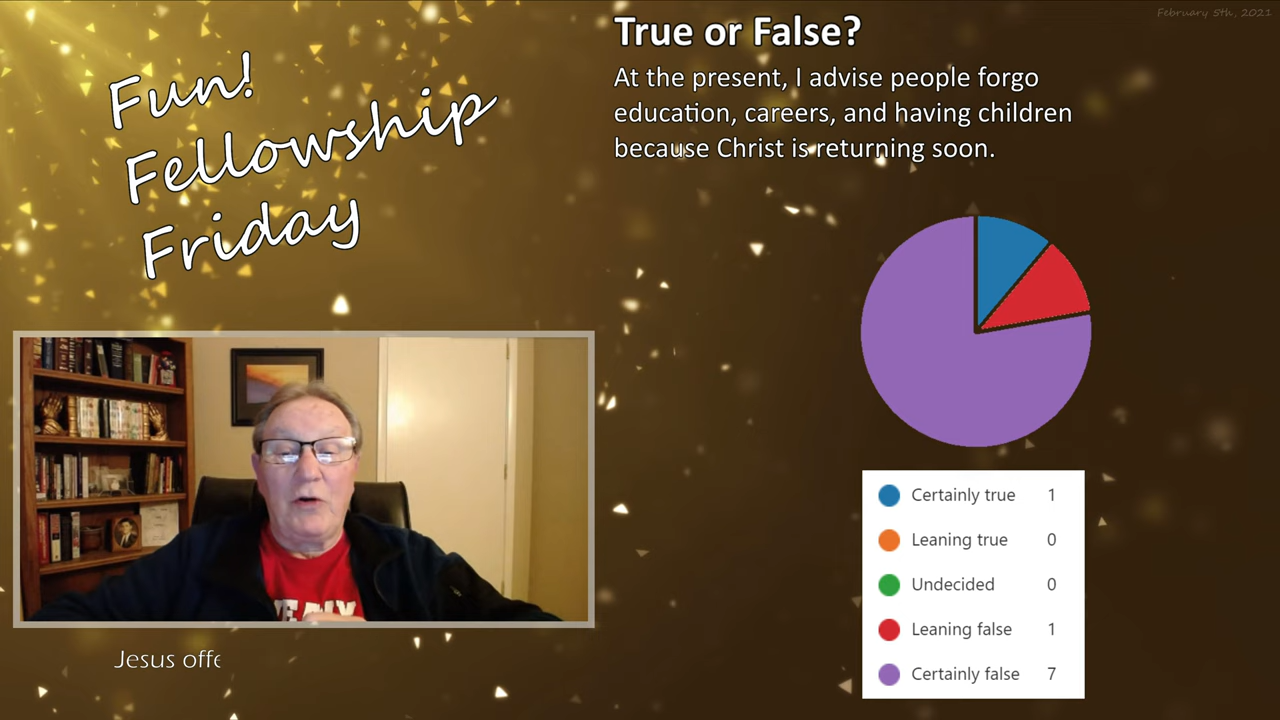 February 5th, 2021
Fun!
Fellowship
Friday
True or False?
At the present, I advise people forgo
education, careers, and having children
because Christ is returning soon.
Certainly true 1
Leaning true 0
Undecided 0
Leaning false 1
Certainly false 7
Jesus offe